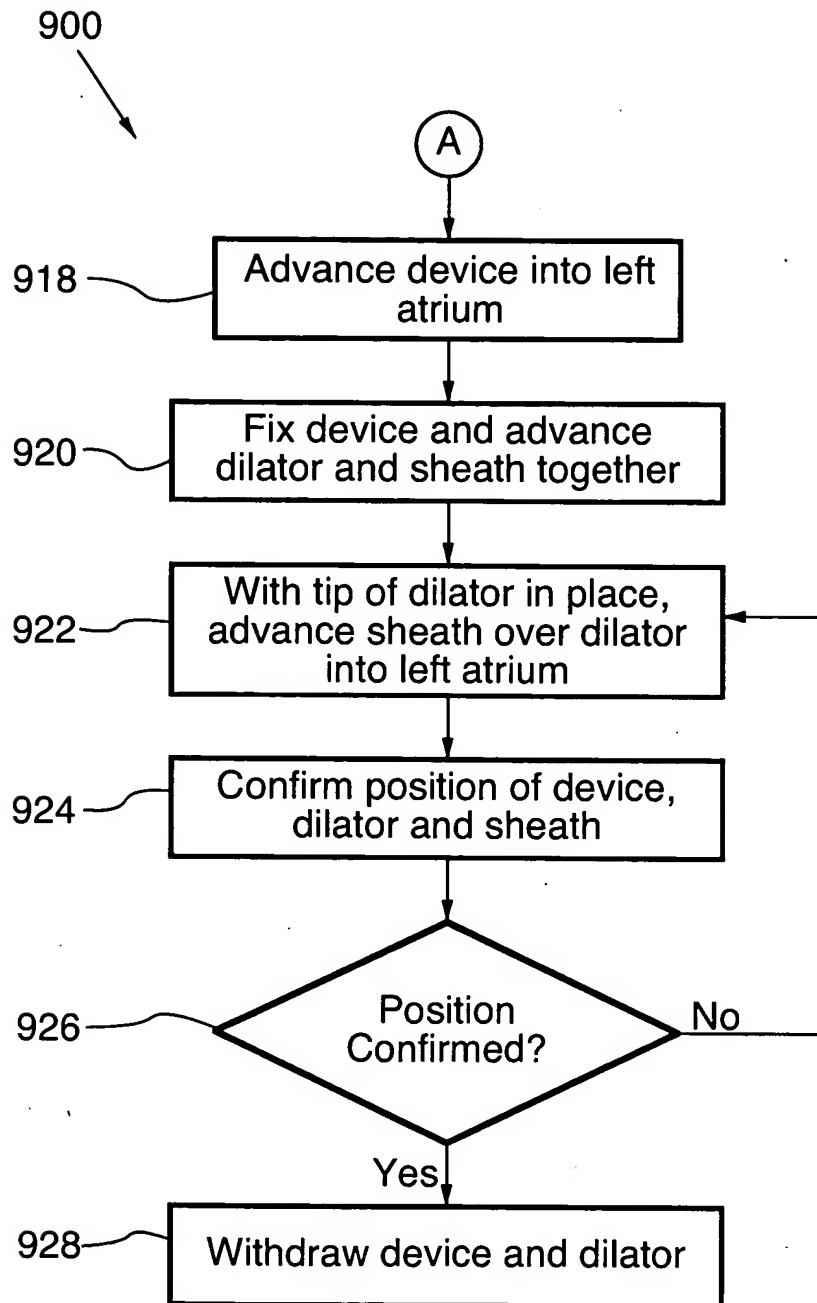 900
A
918
Advance device into left
atrium
920
Fix device and advance
dilator and sheath together
922
With tip of dilator in place,
advance sheath over dilator
into left atrium
924
Confirm position of device,
dilator and sheath
926
Position
Confirmed?
No
Yes
928
Withdraw device and dilator